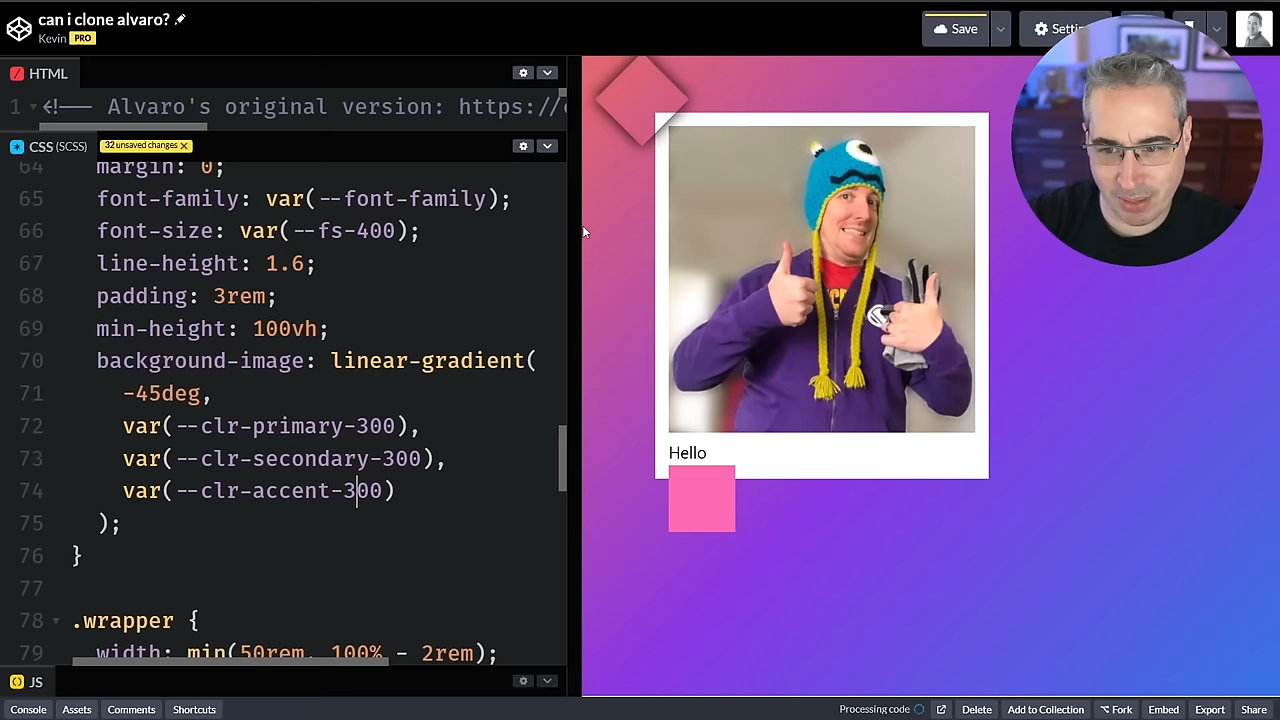 can i clone alvaro?
Kevin PRO
Save
HTML
1 <!-- Alvaro's original version: https://
CSS (SCSS) 32 unsaved changes X
64 margin: 0;
65 font-family: var(--font-family);
66 font-size: var(--fs-400);
67 line-height: 1.6;
68 padding: 3rem;
69 min-height: 100vh;
70 background-image: linear-gradient(
71 -45deg,
72 var(--clr-primary-300),
73 var(--clr-secondary-300),
74 var(--clr-accent-300)
75 );
76 }
77
78 .wrapper {
79 width: min(50rem, 100% - 2rem);
JS
Hello
Console Assets Comments Shortcuts Processing code Delete Add to Collection Fork Embed Export Share